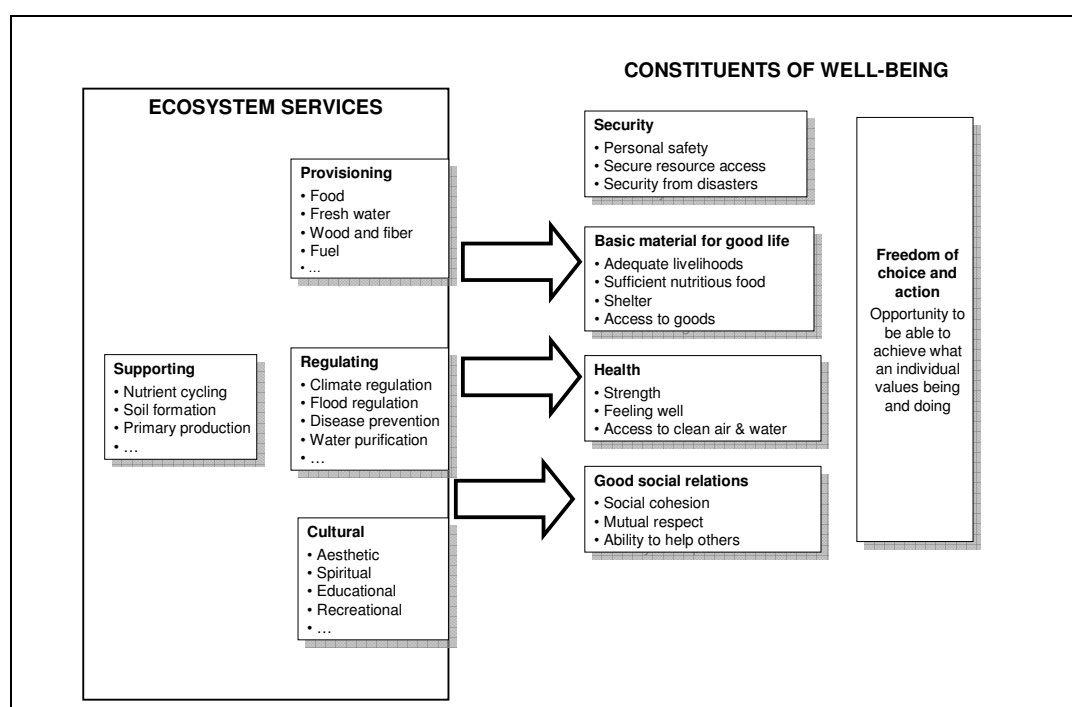 CONSTITUENTS OF WELL-BEING
ECOSYSTEM SERVICES
Provisioning
• Food
• Fresh water
• Wood and fiber
• Fuel
• ...
Supporting
• Nutrient cycling
• Soil formation
• Primary production
• ...
Regulating
• Climate regulation
• Flood regulation
• Disease prevention
• Water purification
• ...
Cultural
• Aesthetic
• Spiritual
• Educational
• Recreational
• ...
Security
• Personal safety
• Secure resource access
• Security from disasters
Basic material for good life
• Adequate livelihoods
• Sufficient nutritious food
• Shelter
• Access to goods
Health
• Strength
• Feeling well
• Access to clean air & water
Good social relations
• Social cohesion
• Mutual respect
• Ability to help others
Freedom of
choice and
action
Opportunity to
be able to
achieve what
an individual
values being
and doing